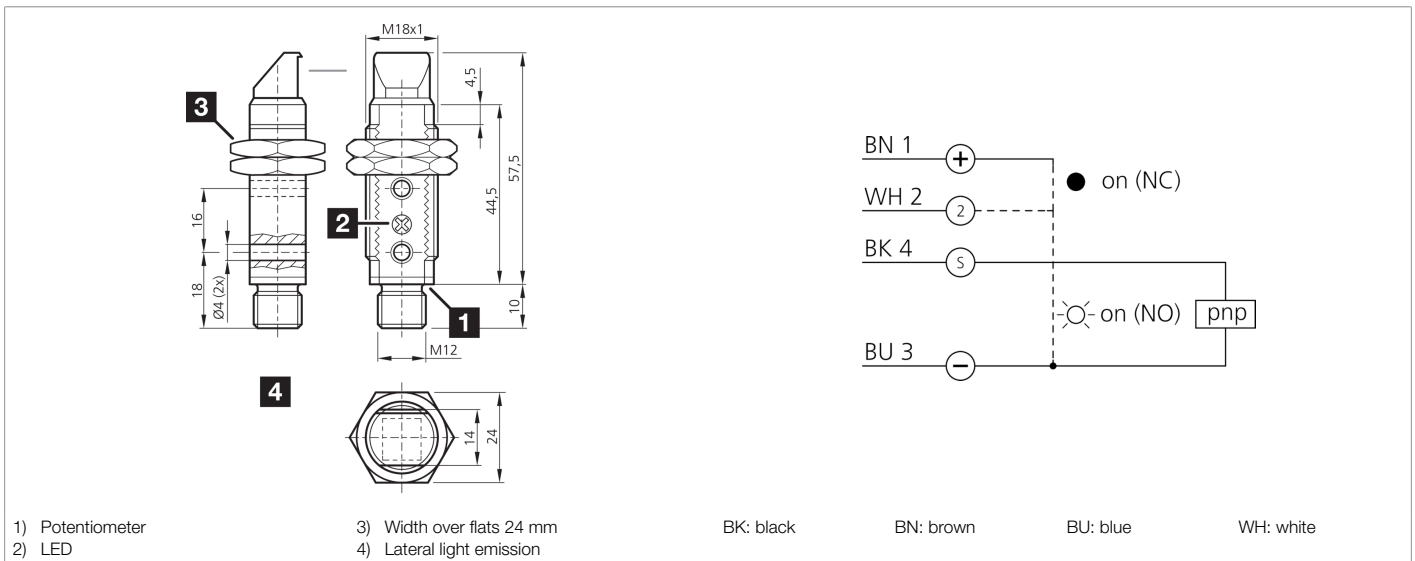 M18x1
4,5
3
57,5
44,5
16
2
18
Ø4 (2x)
10
1
M12
4
14
24
BN 1
+
on (NC)
WH 2
2
BK 4
S
on (NO)
pnp
BU 3
−
1) Potentiometer
2) LED
3) Width over flats 24 mm
4) Lateral light emission
BK: black
BN: brown
BU: blue
WH: white